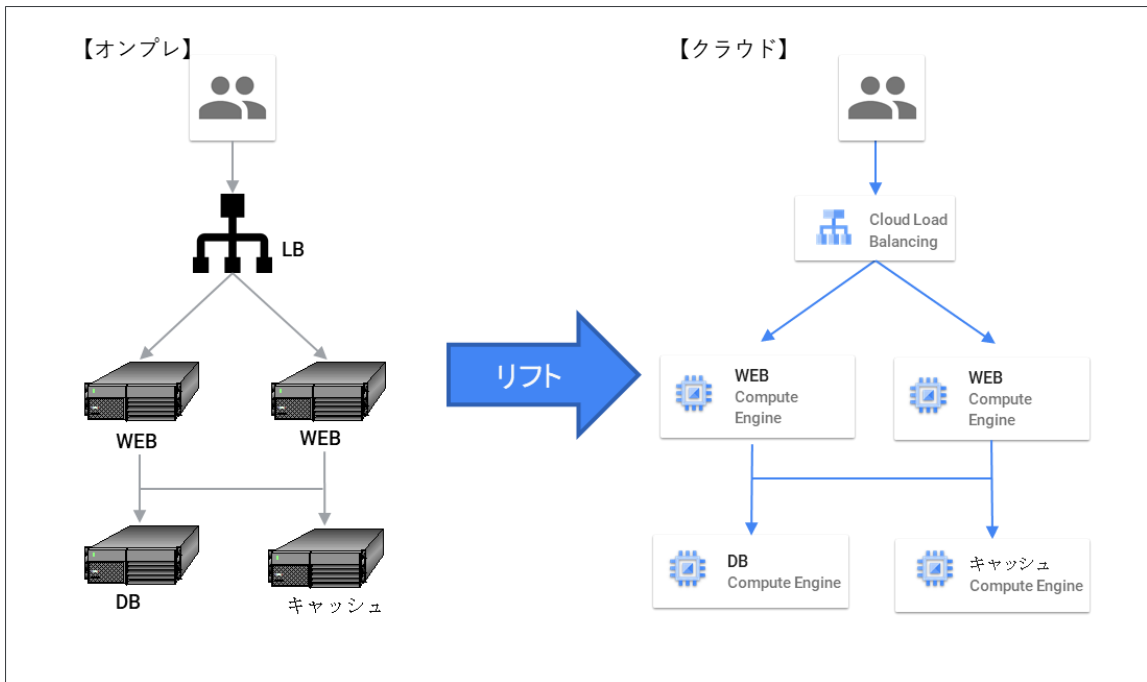 【オンプレ】
LB
WEB
WEB
DB
キャッシュ
リフト
【クラウド】
Cloud Load
Balancing
WEB
Compute
Engine
WEB
Compute
Engine
DB
Compute Engine
キャッシュ
Compute Engine